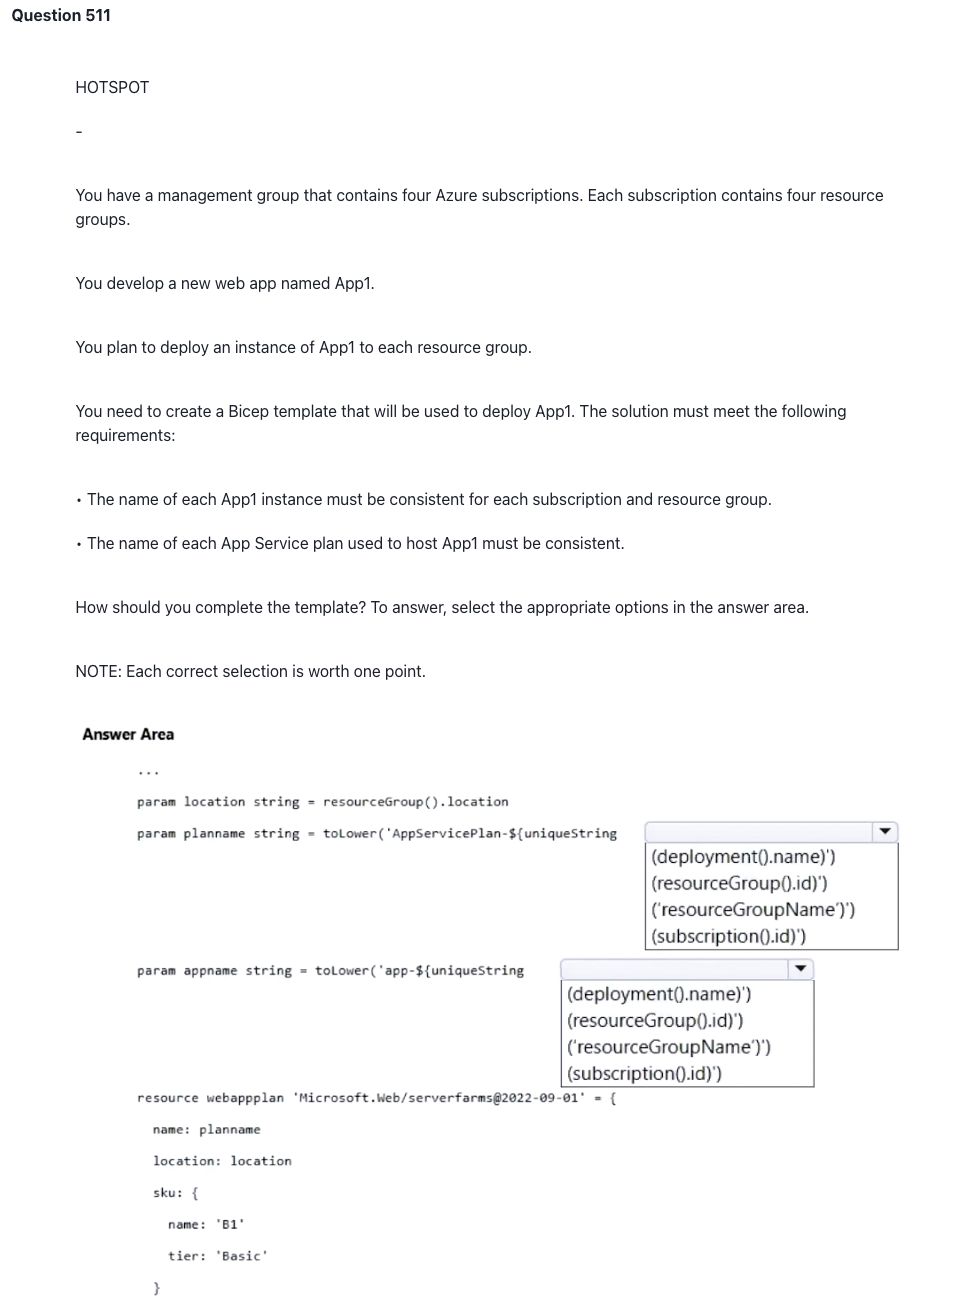 Question 511
HOTSPOT
-
You have a management group that contains four Azure subscriptions. Each subscription contains four resource
groups.
You develop a new web app named App1.
You plan to deploy an instance of App1 to each resource group.
You need to create a Bicep template that will be used to deploy App1. The solution must meet the following
requirements:
• The name of each App1 instance must be consistent for each subscription and resource group.
• The name of each App Service plan used to host App1 must be consistent.
How should you complete the template? To answer, select the appropriate options in the answer area.
NOTE: Each correct selection is worth one point.
Answer Area
...
param location string = resourceGroup().location
param planname string = toLower('AppServicePlan-${uniqueString
(deployment().name)')
(resourceGroup().id)')
('resourceGroupName')')
(subscription().id)')
param appname string = toLower('app-${uniqueString
(deployment().name)')
(resourceGroup().id)')
('resourceGroupName')')
(subscription().id)')
resource webappplan 'Microsoft.Web/serverfarms@2022-09-01' = {
name: planname
location: location
sku: {
name: 'B1'
tier: 'Basic'
}